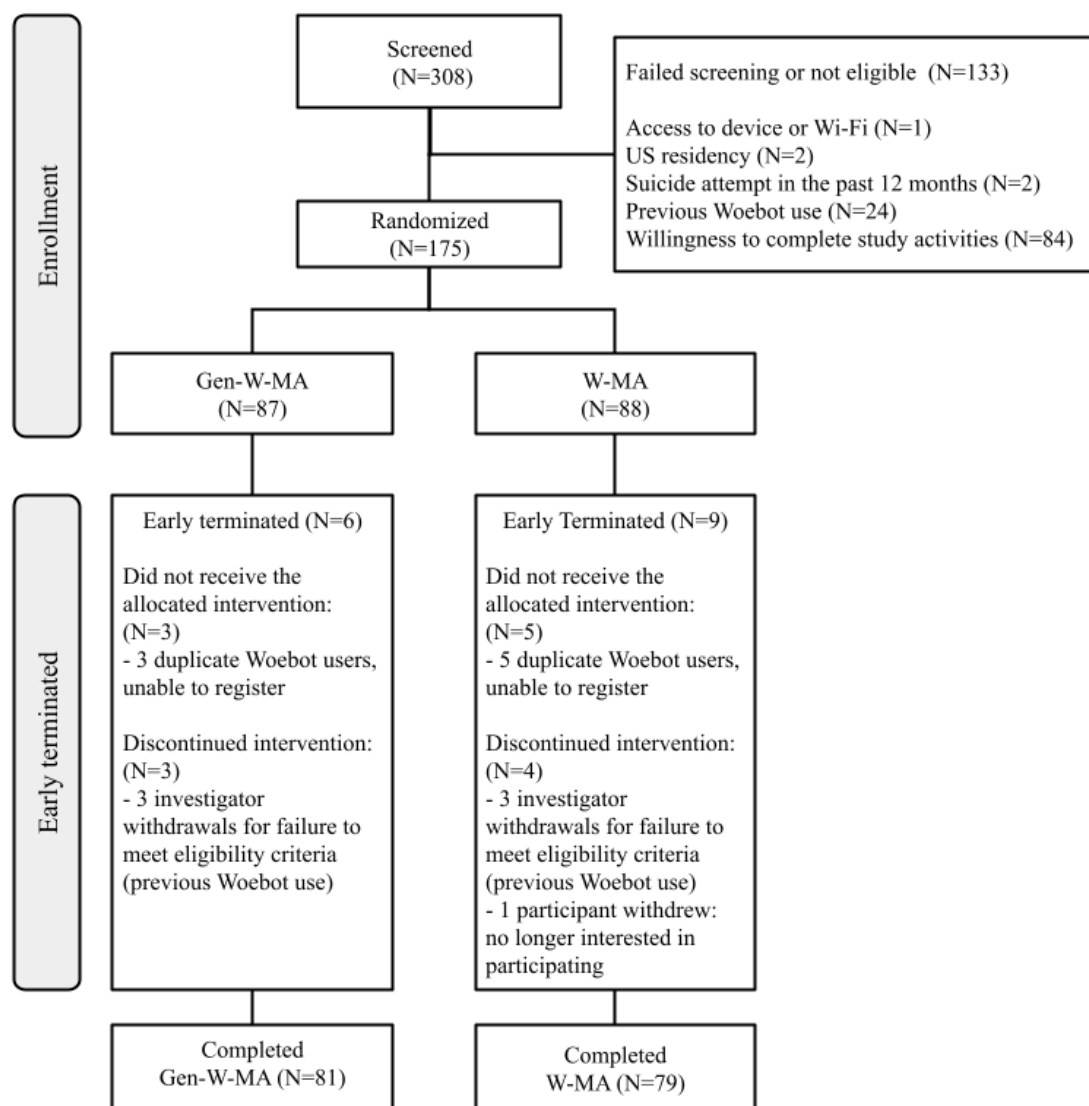 Screened
(N=308)
Failed screening or not eligible (N=133)
Access to device or Wi-Fi (N=1)
US residency (N=2)
Suicide attempt in the past 12 months (N=2)
Previous Woebot use (N=24)
Willingness to complete study activities (N=84)
Enrollment
Randomized
(N=175)
Gen-W-MA
(N=87)
W-MA
(N=88)
Early terminated
Early terminated (N=6)
Did not receive the
allocated intervention:
(N=3)
- 3 duplicate Woebot users,
unable to register
Discontinued intervention:
(N=3)
- 3 investigator
withdrawals for failure to
meet eligibility criteria
(previous Woebot use)
Early Terminated (N=9)
Did not receive the
allocated intervention:
(N=5)
- 5 duplicate Woebot users,
unable to register
Discontinued intervention:
(N=4)
- 3 investigator
withdrawals for failure to
meet eligibility criteria
(previous Woebot use)
- 1 participant withdrew:
no longer interested in
participating
Completed
Gen-W-MA (N=81)
Completed
W-MA (N=79)